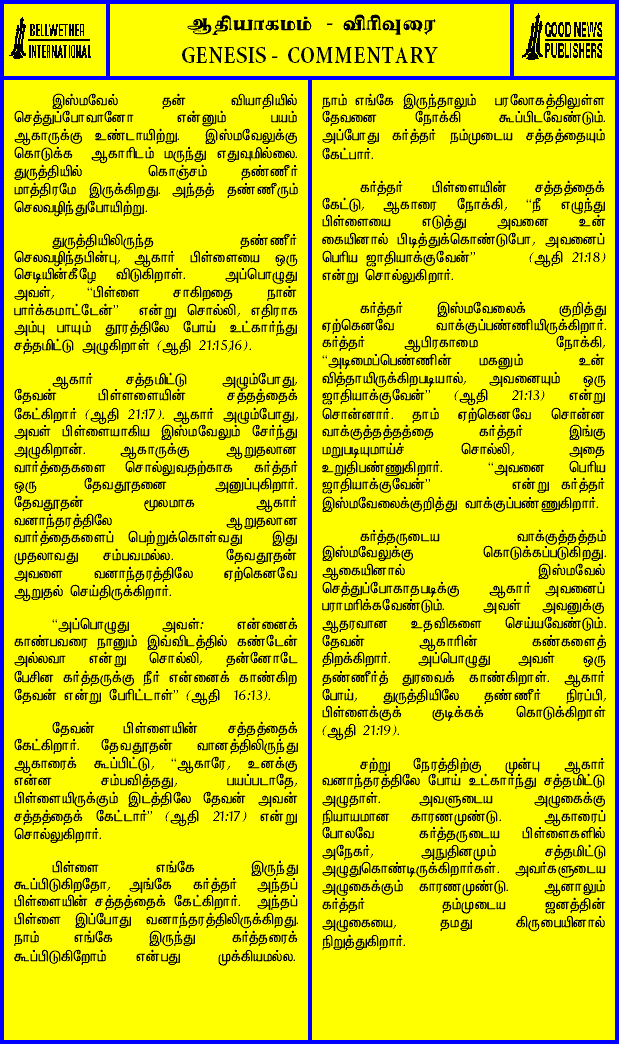 BELLWETHER
INTERNATIONAL
ஆதியாகமம் - விரிவுரை
GENESIS - COMMENTARY
GOOD NEWS
PUBLISHERS
இஸ்மவேல் தன் வியாதியில்
செத்துப்போவானோ என்னும் பயம்
ஆகாருக்கு உண்டாயிற்று. இஸ்மவேலுக்கு
கொடுக்க ஆகாரிடம் மருந்து எதுவுமில்லை.
துருத்தியில் கொஞ்சம் தண்ணீர்
மாத்திரமே இருக்கிறது. அந்தத் தண்ணீரும்
செலவழிந்துபோயிற்று.
துருத்தியிலிருந்த தண்ணீர்
செலவழிந்தபின்பு, ஆகார் பிள்ளையை ஒரு
செடியின்கீழே விடுகிறாள். அப்பொழுது
அவள், “பிள்ளை சாகிறதை நான்
பார்க்கமாட்டேன்” என்று சொல்லி, எதிராக
அம்பு பாயும் தூரத்திலே போய் உட்கார்ந்து
சத்தமிட்டு அழுகிறாள் (ஆதி 21:15,16).
ஆகார் சத்தமிட்டு அழும்போது,
தேவன் பிள்ளளையின் சத்தத்தைக்
கேட்கிறார் (ஆதி 21:17). ஆகார் அழும்போது,
அவள் பிள்ளையாகிய இஸ்மவேலும் சேர்ந்து
அழுகிறான். ஆகாருக்கு ஆறுதலான
வார்த்தைகளை சொல்லுவதற்காக கர்த்தர்
ஒரு தேவதூதனை அனுப்புகிறார்.
தேவதூதன் மூலமாக ஆகார்
வனாந்தரத்திலே ஆறுதலான
வார்த்தைகளைப் பெற்றுக்கொள்வது இது
முதலாவது சம்பவமல்ல. தேவதூதன்
அவளை வனாந்தரத்திலே ஏற்கெனவே
ஆறுதல் செய்திருக்கிறார்.
“அப்பொழுது அவள்: என்னைக்
காண்பவரை நானும் இவ்விடத்தில் கண்டேன்
அல்லவா என்று சொல்லி, தன்னோடே
பேசின கர்த்தருக்கு நீர் என்னைக் காண்கிற
தேவன் என்று பேரிட்டாள்” (ஆதி 16:13).
தேவன் பிள்ளையின் சத்தத்தைக்
கேட்கிறார். தேவதூதன் வானத்திலிருந்து
ஆகாரைக் கூப்பிட்டு, “ஆகாரே, உனக்கு
என்ன சம்பவித்தது, பயப்படாதே,
பிள்ளையிருக்கும் இடத்திலே தேவன் அவன்
சத்தத்தைக் கேட்டார்” (ஆதி 21:17) என்று
சொல்லுகிறார்.
பிள்ளை எங்கே இருந்து
கூப்பிடுகிறதோ, அங்கே கர்த்தர் அந்தப்
பிள்ளையின் சத்தத்தைக் கேட்கிறார். அந்தப்
பிள்ளை இப்போது வனாந்தரத்திலிருக்கிறது.
நாம் எங்கே இருந்து கர்த்தரைக்
கூப்பிடுகிறோம் என்பது முக்கியமல்ல.
நாம் எங்கே இருந்தாலும் பரலோகத்திலுள்ள
தேவனை நோக்கி கூப்பிடவேண்டும்.
அப்போது கர்த்தர் நம்முடைய சத்தத்தையும்
கேட்பார்.
கர்த்தர் பிள்ளையின் சத்தத்தைக்
கேட்டு, ஆகாரை நோக்கி, “நீ எழுந்து
பிள்ளையை எடுத்து அவனை உன்
கையினால் பிடித்துக்கொண்டுபோ, அவனைப்
பெரிய ஜாதியாக்குவேன்” (ஆதி 21:18)
என்று சொல்லுகிறார்.
கர்த்தர் இஸ்மவேலைக் குறித்து
ஏற்கெனவே வாக்குப்பண்ணியிருக்கிறார்.
கர்த்தர் ஆபிரகாமை நோக்கி,
“அடிமைப்பெண்ணின் மகனும் உன்
வித்தாயிருக்கிறபடியால், அவனையும் ஒரு
ஜாதியாக்குவேன்” (ஆதி 21:13) என்று
சொன்னார். தாம் ஏற்கெனவே சொன்ன
வாக்குத்தத்தத்தை கர்த்தர் இங்கு
மறுபடியுமாய்ச் சொல்லி, அதை
உறுதிபண்ணுகிறார். “அவனை பெரிய
ஜாதியாக்குவேன்” என்று கர்த்தர்
இஸ்மவேலைக்குறித்து வாக்குப்பண்ணுகிறார்.
கர்த்தருடைய வாக்குத்தத்தம்
இஸ்மவேலுக்கு கொடுக்கப்படுகிறது.
ஆகையினால் இஸ்மவேல்
செத்துப்போகாதபடிக்கு ஆகார் அவனைப்
பராமரிக்கவேண்டும். அவள் அவனுக்கு
ஆதரவான உதவிகளை செய்யவேண்டும்.
தேவன் ஆகாரின் கண்களைத்
திறக்கிறார். அப்பொழுது அவள் ஒரு
தண்ணீர்த் துரவைக் காண்கிறாள். ஆகார்
போய், துருத்தியிலே தண்ணீர் நிரப்பி,
பிள்ளைக்குக் குடிக்கக் கொடுக்கிறாள்
(ஆதி 21:19).
சற்று நேரத்திற்கு முன்பு ஆகார்
வனாந்தரத்திலே போய் உட்கார்ந்து சத்தமிட்டு
அழுதாள். அவளுடைய அழுகைக்கு
நியாயமான காரணமுண்டு. ஆகாரைப்
போலவே கர்த்தருடைய பிள்ளைகளில்
அநேகர், அநுதினமும் சத்தமிட்டு
அழுதுகொண்டிருக்கிறார்கள். அவர்களுடைய
அழுகைக்கும் காரணமுண்டு. ஆனாலும்
கர்த்தர் தம்முடைய ஜனத்தின்
அழுகையை, தமது கிருபையினால்
நிறுத்துகிறார்.